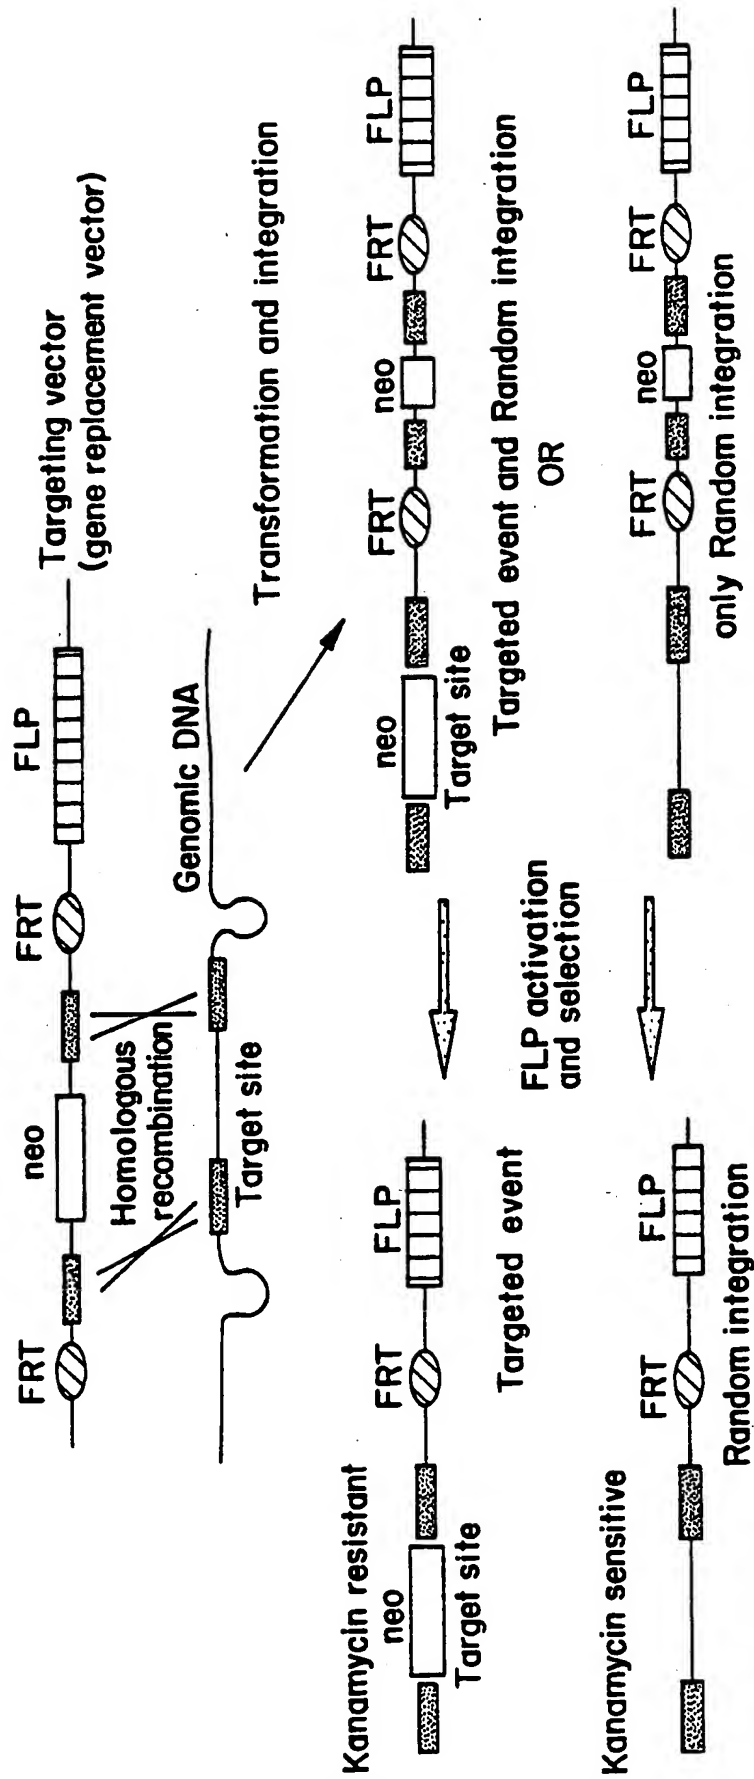 FRT neo FRT FLP
Targeting vector
(gene replacement vector)
Homologous
recombination
Target site
Genomic DNA
Transformation and integration
Kanamycin resistant
neo FRT FLP
Target site
Targeted event
FLP activation
and selection
neo FRT neo FRT FLP
Target site
Targeted event and Random integration
OR
Kanamycin sensitive
FRT FLP
Random integration
FRT neo FRT FLP
only Random integration